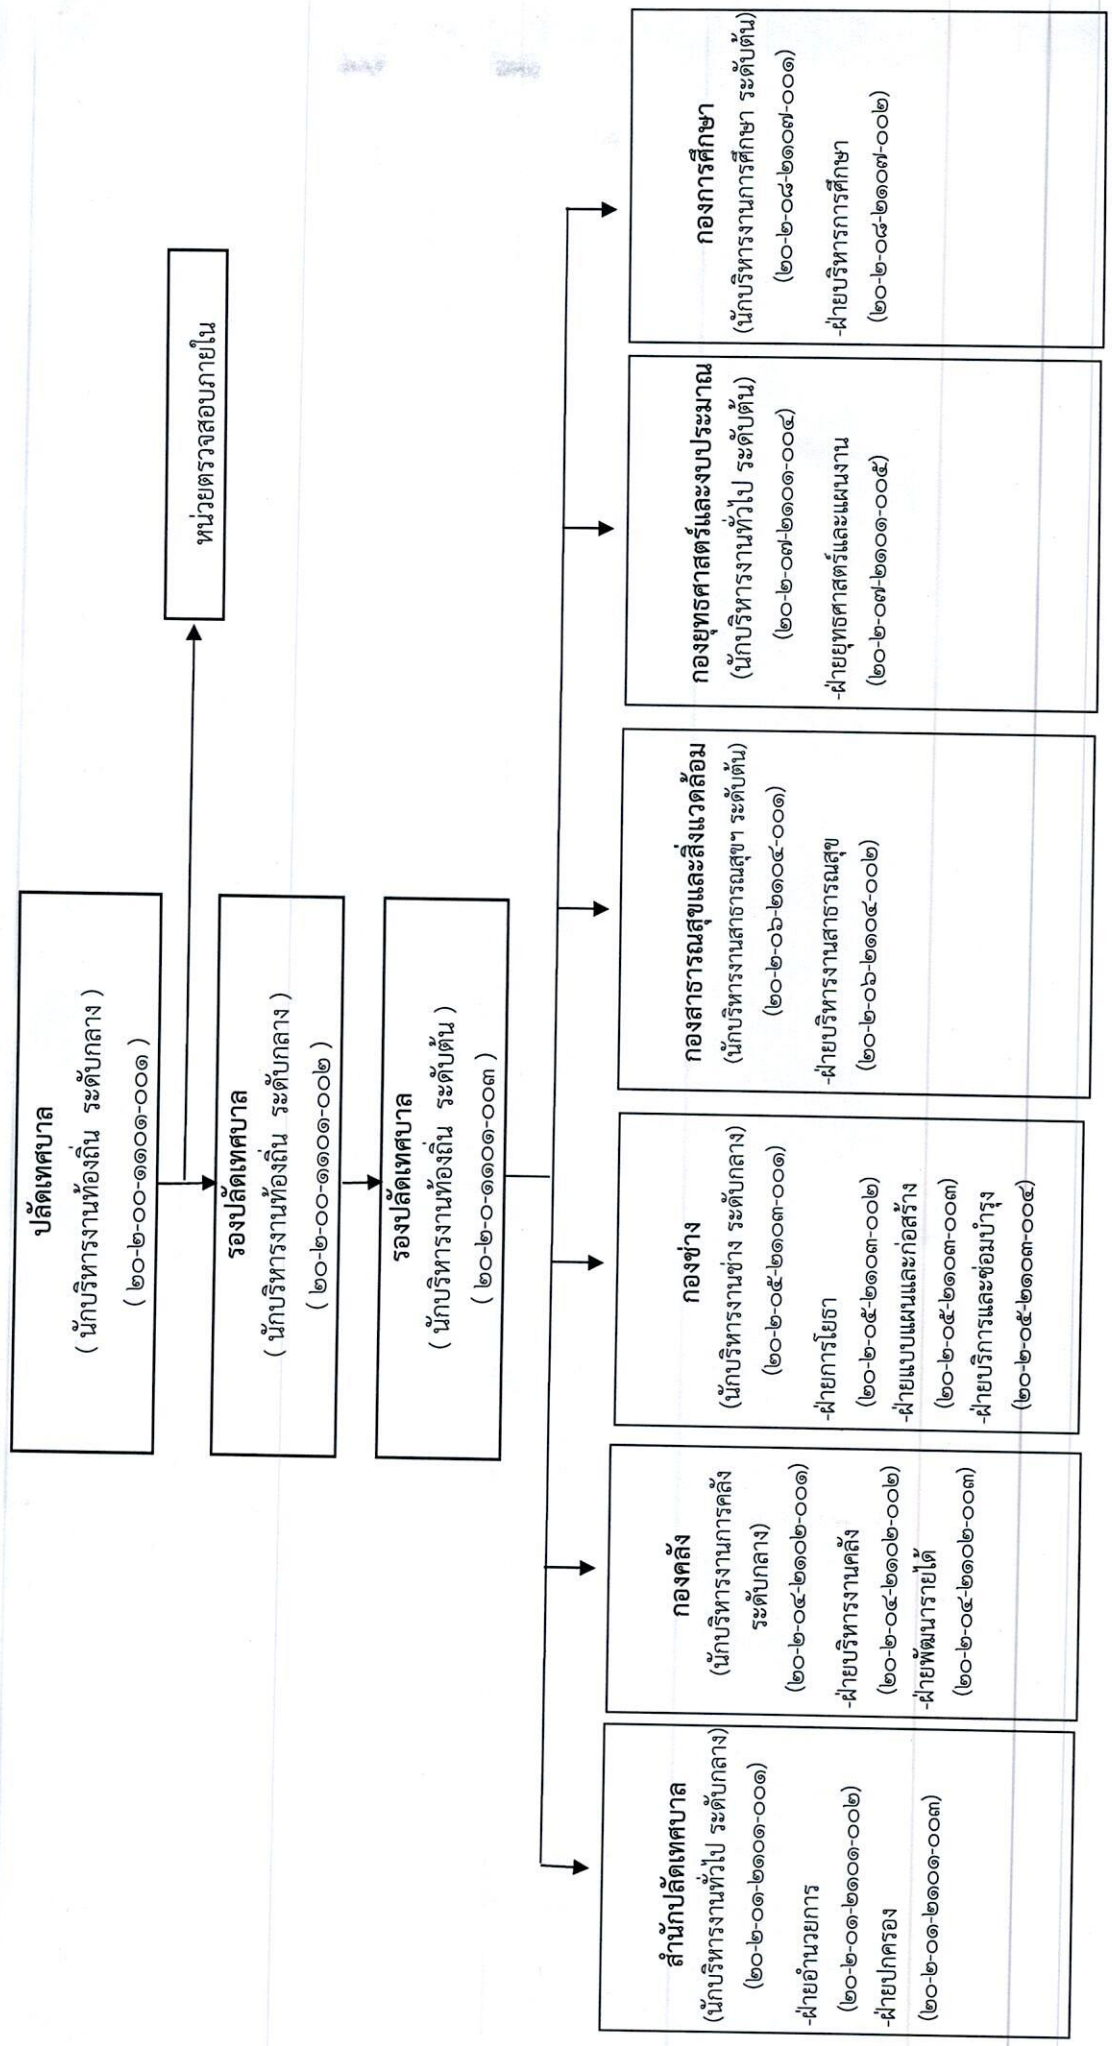 ปลัดเทศบาล
( นักบริหารงานท้องถิ่น ระดับกลาง )
( ๒๐-๒-๐๐-๑๑๐๑-๐๐๑ )
หน่วยตรวจสอบภายใน
รองปลัดเทศบาล
( นักบริหารงานท้องถิ่น ระดับกลาง )
( ๒๐-๒-๐๐-๑๑๐๑-๐๐๒ )
รองปลัดเทศบาล
( นักบริหารงานท้องถิ่น ระดับต้น )
( ๒๐-๒-๐-๑๑๐๑-๐๐๓ )
สำนักปลัดเทศบาล
(นักบริหารงานทั่วไป ระดับกลาง)
(๒๐-๒-๐๑-๒๑๐๑-๐๐๑)
-ฝ่ายอำนวยการ
(๒๐-๒-๐๑-๒๑๐๑-๐๐๒)
-ฝ่ายปกครอง
(๒๐-๒-๐๑-๒๑๐๑-๐๐๓)
กองคลัง
(นักบริหารงานการคลัง
ระดับกลาง)
(๒๐-๒-๐๔-๒๑๐๒-๐๐๑)
-ฝ่ายบริหารงานคลัง
(๒๐-๒-๐๔-๒๑๐๒-๐๐๒)
-ฝ่ายพัฒนารายได้
(๒๐-๒-๐๔-๒๑๐๒-๐๐๓)
กองช่าง
(นักบริหารงานช่าง ระดับกลาง)
(๒๐-๒-๐๕-๒๑๐๓-๐๐๑)
-ฝ่ายการโยธา
(๒๐-๒-๐๕-๒๑๐๓-๐๐๒)
-ฝ่ายแบบแผนและก่อสร้าง
(๒๐-๒-๐๕-๒๑๐๓-๐๐๓)
-ฝ่ายบริการและซ่อมบำรุง
(๒๐-๒-๐๕-๒๑๐๓-๐๐๔)
กองสาธารณสุขและสิ่งแวดล้อม
(นักบริหารงานสาธารณสุขฯ ระดับต้น)
(๒๐-๒-๐๖-๒๑๐๔-๐๐๑)
-ฝ่ายบริหารงานสาธารณสุข
(๒๐-๒-๐๖-๒๑๐๔-๐๐๒)
กองยุทธศาสตร์และงบประมาณ
(นักบริหารงานทั่วไป ระดับต้น)
(๒๐-๒-๐๗-๒๑๐๑-๐๐๔)
-ฝ่ายยุทธศาสตร์และแผนงาน
(๒๐-๒-๐๗-๒๑๐๑-๐๐๕)
กองการศึกษา
(นักบริหารงานการศึกษา ระดับต้น)
(๒๐-๒-๐๘-๒๑๐๗-๐๐๑)
-ฝ่ายบริหารการศึกษา
(๒๐-๒-๐๘-๒๑๐๗-๐๐๒)